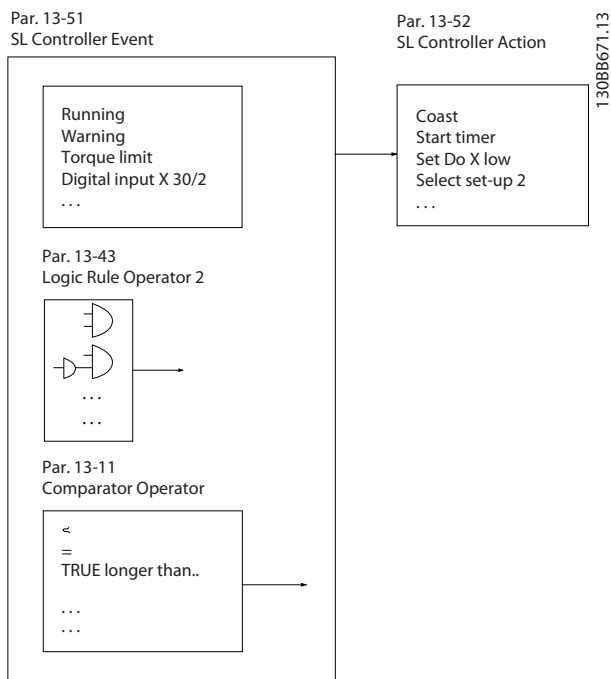 Par. 13-51
SL Controller Event
Par. 13-52
SL Controller Action
130BB671.13
Running
Warning
Torque limit
Digital input X 30/2
. . .
Coast
Start timer
Set Do X low
Select set-up 2
. . .
Par. 13-43
Logic Rule Operator 2
. . .
. . .
Par. 13-11
Comparator Operator
=
TRUE longer than..
. . .
. . .